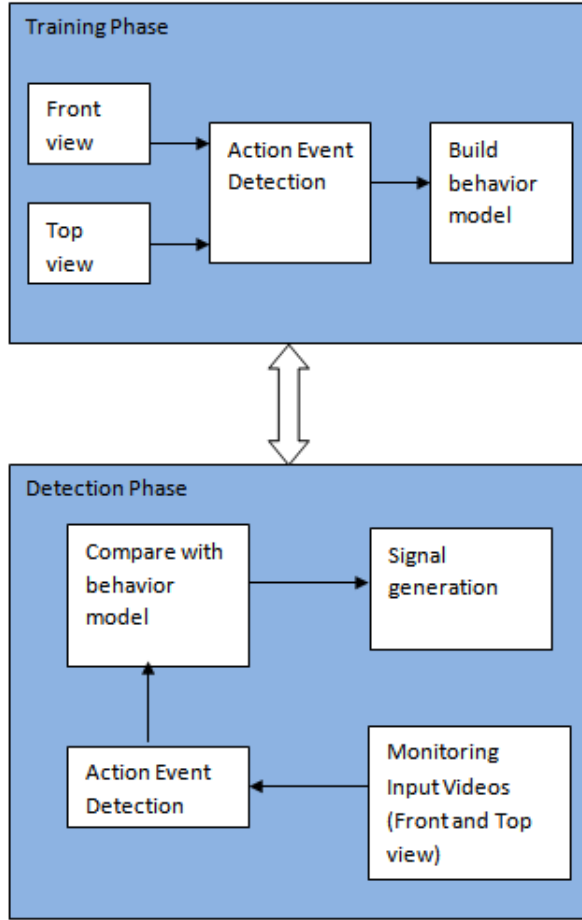 Training Phase
Front
view
Action Event
Detection
Build
behavior
model
Top
view
Detection Phase
Compare with
behavior
model
Signal
generation
Action Event
Detection
Monitoring
Input Videos
(Front and Top
view)